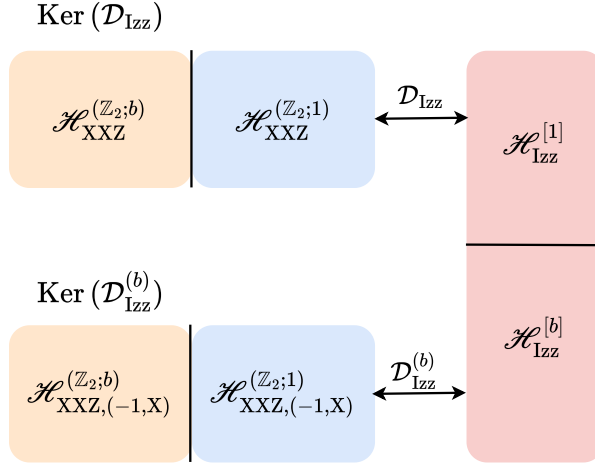 Ker (𝒟_Izz)
ℋ_XXZ^(ℤ₂;b) ℋ_XXZ^(ℤ₂;1) 𝒟_Izz ℋ_Izz^[1]
Ker (𝒟_Izz^(b))
ℋ_XXZ,(−1,X)^(ℤ₂;b) ℋ_XXZ,(−1,X)^(ℤ₂;1) 𝒟_Izz^(b) ℋ_Izz^[b]